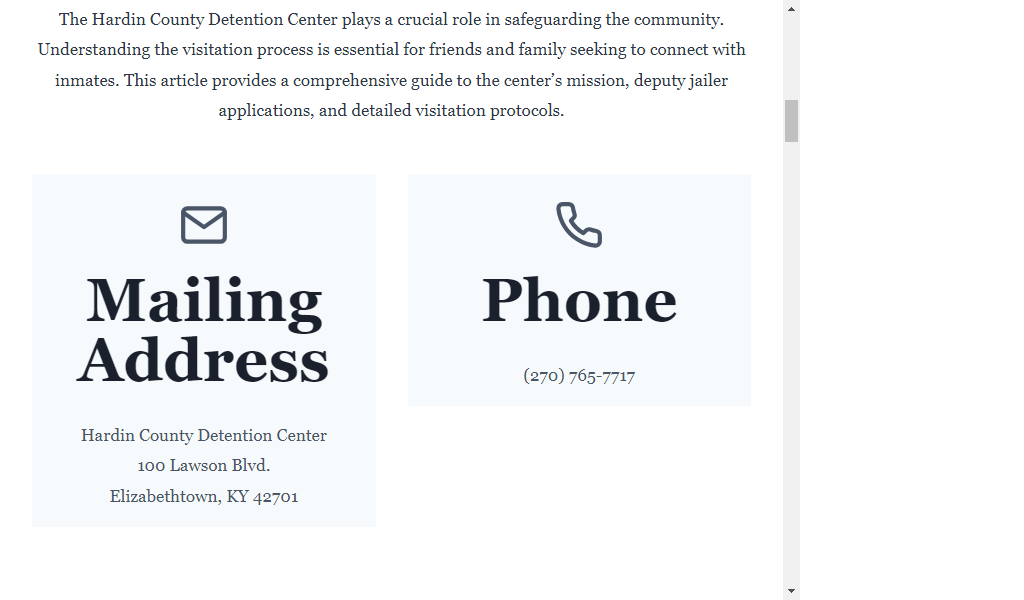 The Hardin County Detention Center plays a crucial role in safeguarding the community.
Understanding the visitation process is essential for friends and family seeking to connect with
inmates. This article provides a comprehensive guide to the center’s mission, deputy jailer
applications, and detailed visitation protocols.
Mailing
Address
Hardin County Detention Center
100 Lawson Blvd.
Elizabethtown, KY 42701
Phone
(270) 765-7717